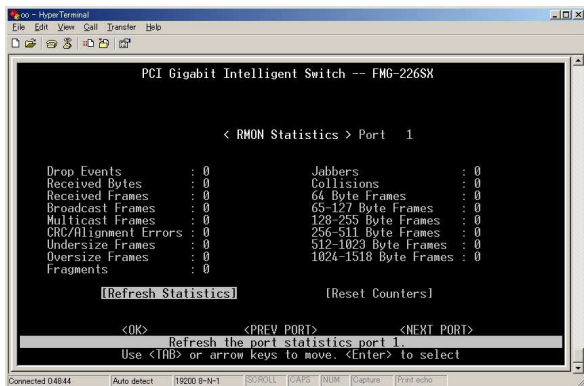 oo - HyperTerminal
File Edit View Call Transfer Help
PCI Gigabit Intelligent Switch -- FMG-226SX
< RMON Statistics > Port 1
Drop Events : 0 Jabbers : 0
Received Bytes : 0 Collisions : 0
Received Frames : 0 64 Byte Frames : 0
Broadcast Frames : 0 65-127 Byte Frames : 0
Multicast Frames : 0 128-255 Byte Frames : 0
CRC/Alignment Errors : 0 256-511 Byte Frames : 0
Undersize Frames : 0 512-1023 Byte Frames : 0
Oversize Frames : 0 1024-1518 Byte Frames : 0
Fragments : 0
[Refresh Statistics] [Reset Counters]
<OK> <PREV PORT> <NEXT PORT>
Refresh the port statistics port 1.
Use <TAB> or arrow keys to move. <Enter> to select
Connected 0:48:44 Auto detect 19200 8-N-1 SCROLL CAPS NUM Capture Print echo